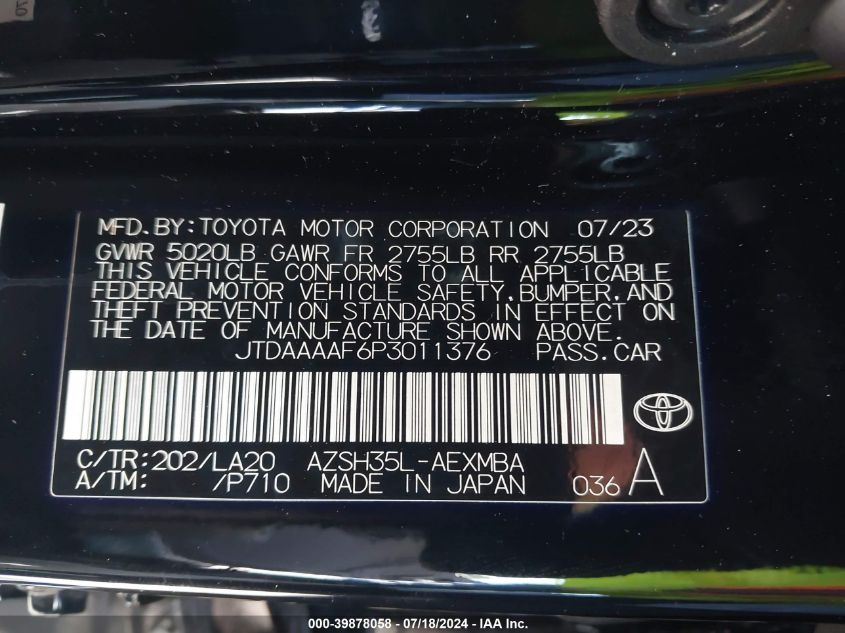 MFD.BY:TOYOTA MOTOR CORPORATION 07/23
GVWR 5020LB GAWR FR 2755LB RR 2755LB
THIS VEHICLE CONFORMS TO ALL APPLICABLE
FEDERAL MOTOR VEHICLE SAFETY,BUMPER,AND
THEFT PREVENTION STANDARDS IN EFFECT ON
THE DATE OF MANUFACTURE SHOWN ABOVE.
JTDAAAAF6P3011376 PASS.CAR
C/TR:202/LA20 AZSH35L-AEXMBA
A/TM: /P710 MADE IN JAPAN 036 A
000-39878058 - 07/18/2024 - IAAI Inc.